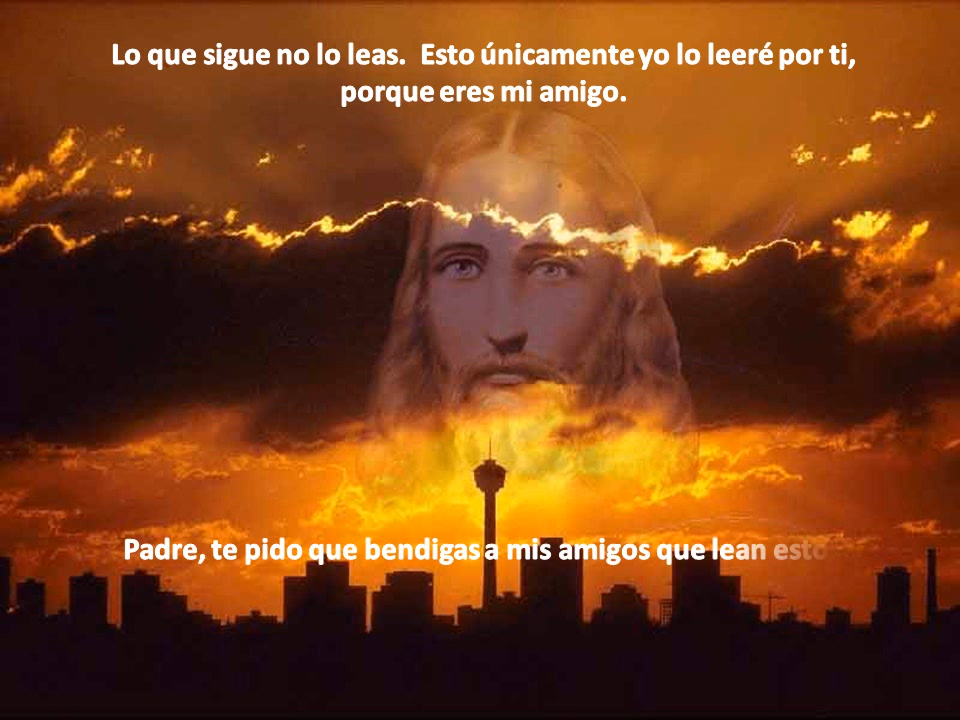 Lo que sigue no lo leas.  Esto únicamente yo lo leeré por ti,
porque eres mi amigo.
Padre, te pido que bendigas a mis amigos que lean esto